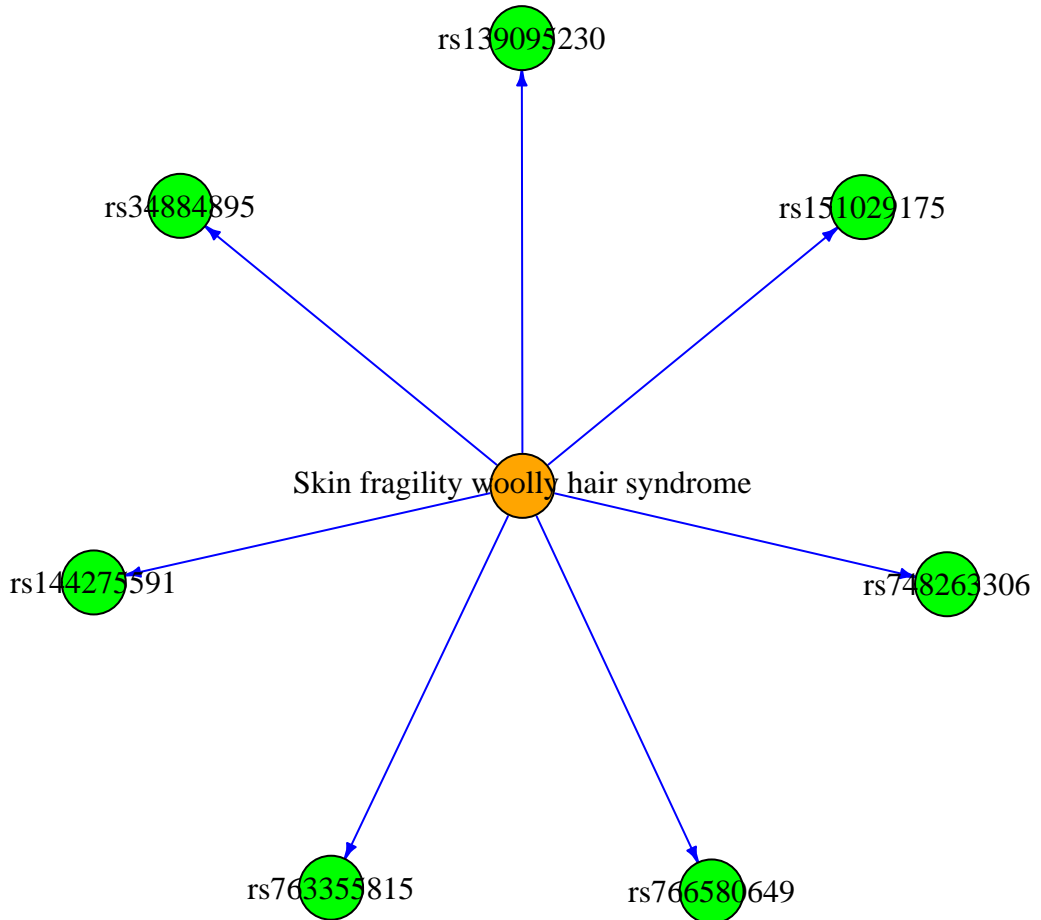 rs139095230
rs34884895
rs151029175
Skin fragility woolly hair syndrome
rs144275591
rs748263306
rs763355815
rs766580649